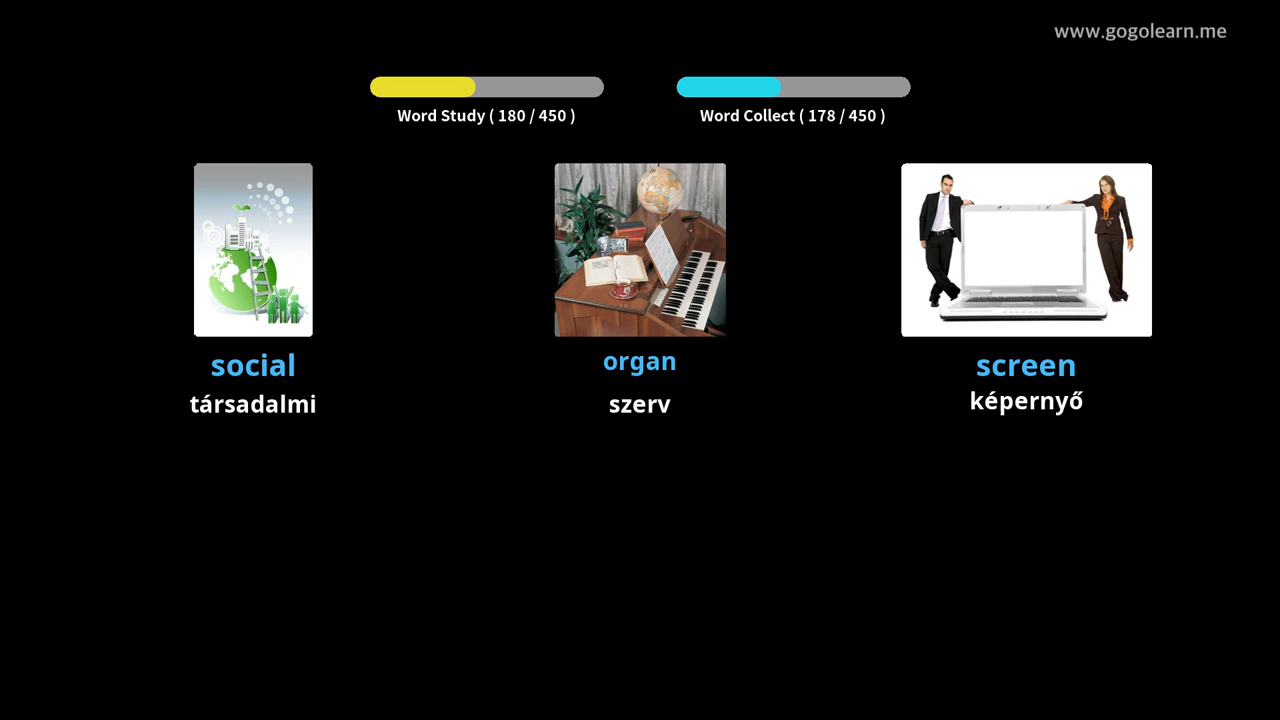 www.gogolearn.me
Word Study ( 180 / 450 )
Word Collect ( 178 / 450 )
social
társadalmi
organ
szerv
screen
képernyő